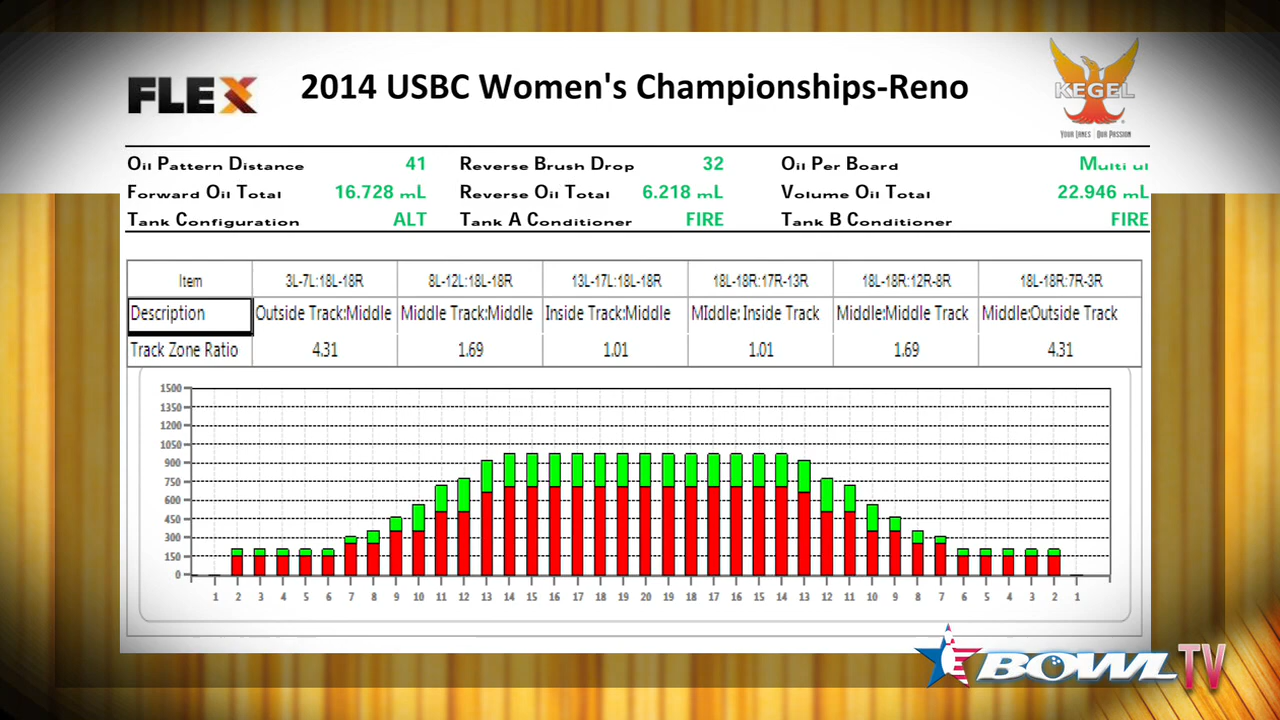 FLEX
2014 USBC Women's Championships-Reno
KEGEL
YOUR LANES | OUR PASSION
Oil Pattern Distance 41 Reverse Brush Drop 32 Oil Per Board Multi ul
Forward Oil Total 16.728 mL Reverse Oil Total 6.218 mL Volume Oil Total 22.946 mL
Tank Configuration ALT Tank A Conditioner FIRE Tank B Conditioner FIRE
Item 3L-7L:18L-18R 8L-12L:18L-18R 13L-17L:18L-18R 18L-18R:17R-13R 18L-18R:12R-8R 18L-18R:7R-3R
Description Outside Track:Middle Middle Track:Middle Inside Track:Middle MIddle: Inside Track Middle:Middle Track Middle:Outside Track
Track Zone Ratio 4.31 1.69 1.01 1.01 1.69 4.31
1500
1350
1200
1050
900
750
600
450
300
150
0
1 2 3 4 5 6 7 8 9 10 11 12 13 14 15 16 17 18 19 20 19 18 17 16 15 14 13 12 11 10 9 8 7 6 5 4 3 2 1
BOWL TV